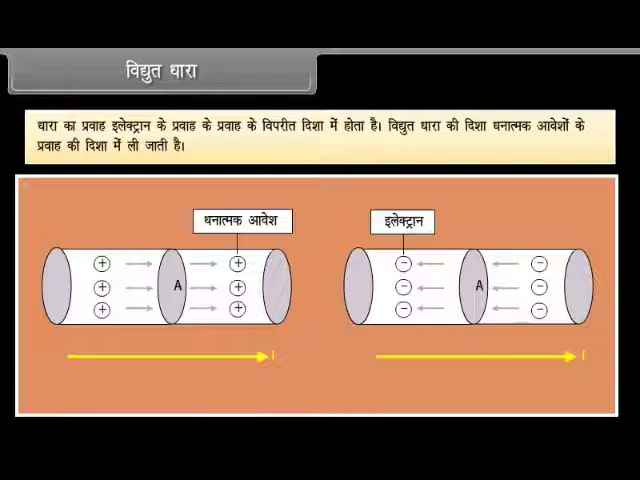 विद्युत धारा
धारा का प्रवाह इलेक्ट्रान के प्रवाह के प्रवाह के विपरीत दिशा में होता है। विद्युत धारा की दिशा धनात्मक आवेशों के
प्रवाह की दिशा में ली जाती है।
धनात्मक आवेश
इलेक्ट्रान
+ + − −
+ A + − A −
+ + − −
I I